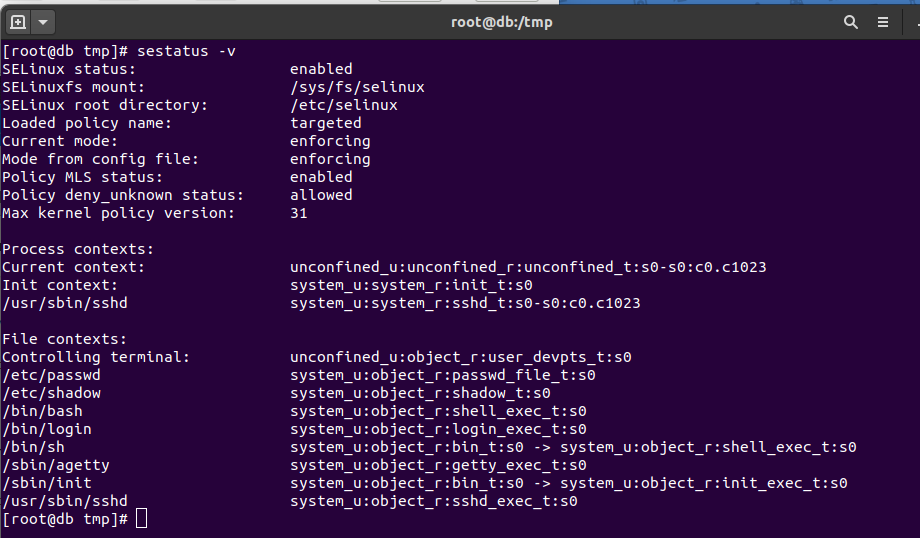 root@db:/tmp
[root@db tmp]# sestatus -v
SELinux status:                 enabled
SELinuxfs mount:                /sys/fs/selinux
SELinux root directory:         /etc/selinux
Loaded policy name:             targeted
Current mode:                   enforcing
Mode from config file:          enforcing
Policy MLS status:              enabled
Policy deny_unknown status:     allowed
Max kernel policy version:      31

Process contexts:
Current context:                unconfined_u:unconfined_r:unconfined_t:s0-s0:c0.c1023
Init context:                   system_u:system_r:init_t:s0
/usr/sbin/sshd                  system_u:system_r:sshd_t:s0-s0:c0.c1023

File contexts:
Controlling terminal:           unconfined_u:object_r:user_devpts_t:s0
/etc/passwd                     system_u:object_r:passwd_file_t:s0
/etc/shadow                     system_u:object_r:shadow_t:s0
/bin/bash                       system_u:object_r:shell_exec_t:s0
/bin/login                      system_u:object_r:login_exec_t:s0
/bin/sh                         system_u:object_r:bin_t:s0 -> system_u:object_r:shell_exec_t:s0
/sbin/agetty                    system_u:object_r:getty_exec_t:s0
/sbin/init                      system_u:object_r:bin_t:s0 -> system_u:object_r:init_exec_t:s0
/usr/sbin/sshd                  system_u:object_r:sshd_exec_t:s0
[root@db tmp]#